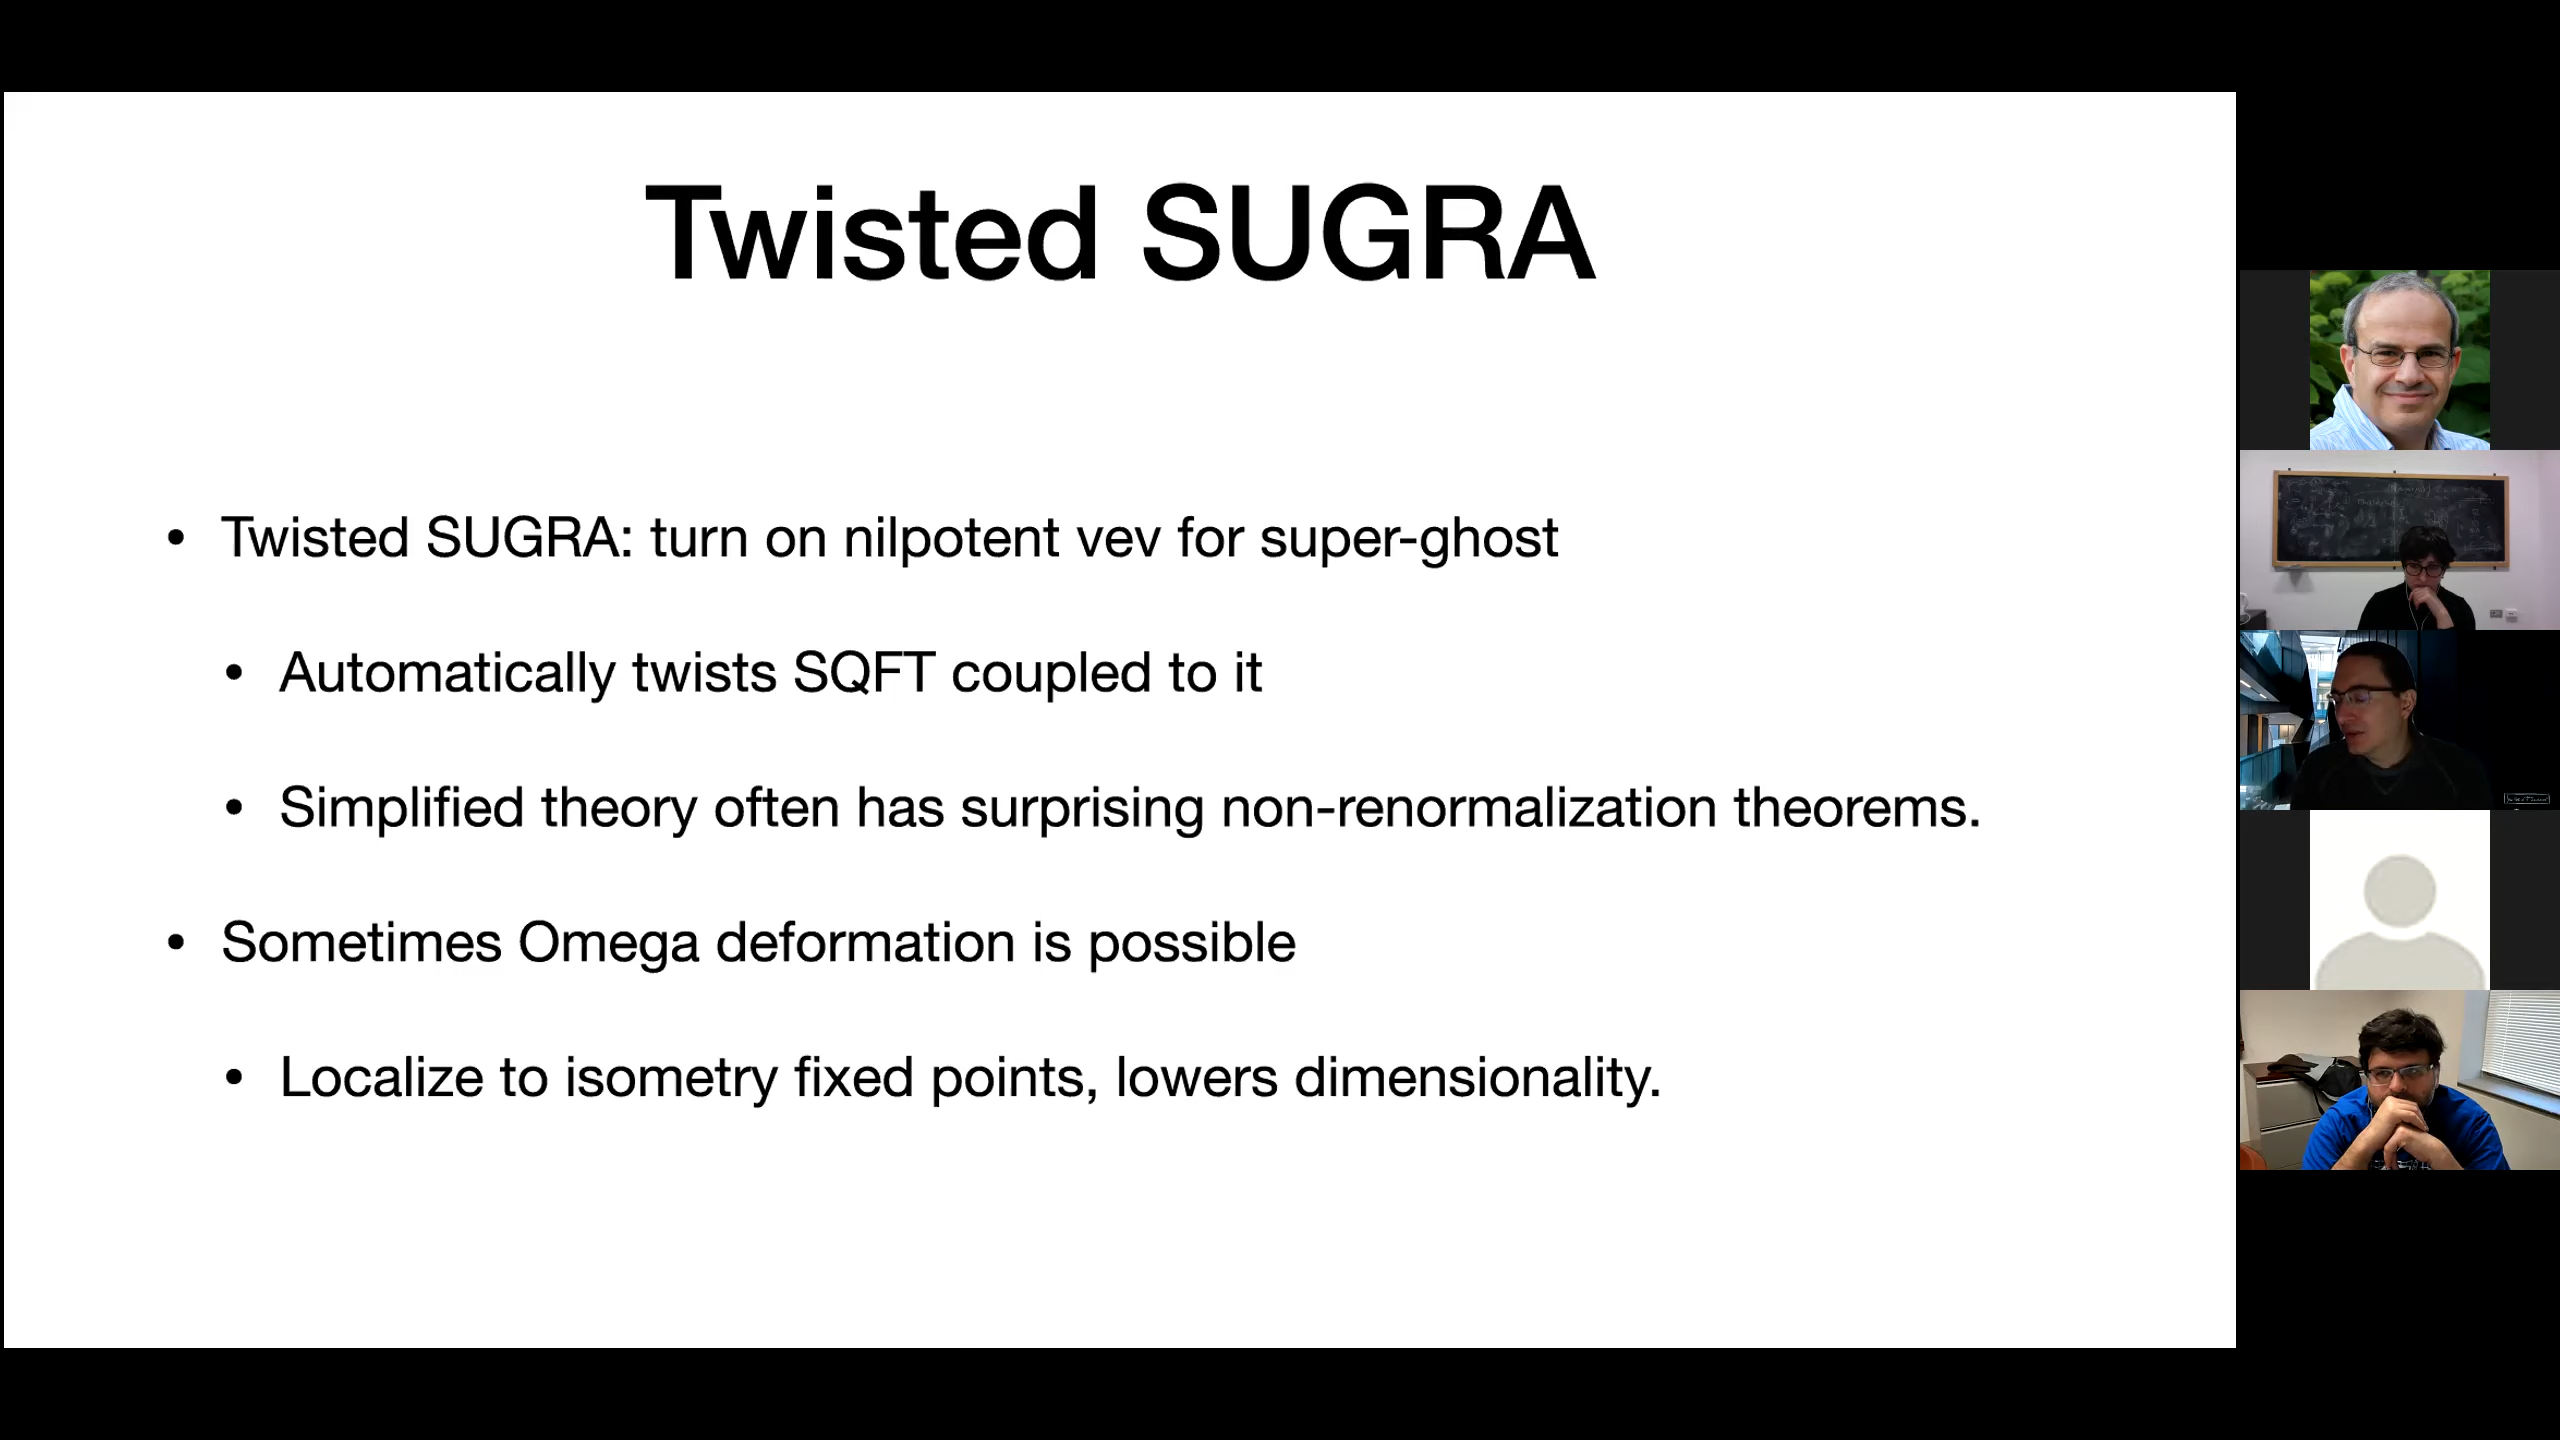 Twisted SUGRA
• Twisted SUGRA: turn on nilpotent vev for super-ghost
• Automatically twists SQFT coupled to it
• Simplified theory often has surprising non-renormalization theorems.
• Sometimes Omega deformation is possible
• Localize to isometry fixed points, lowers dimensionality.